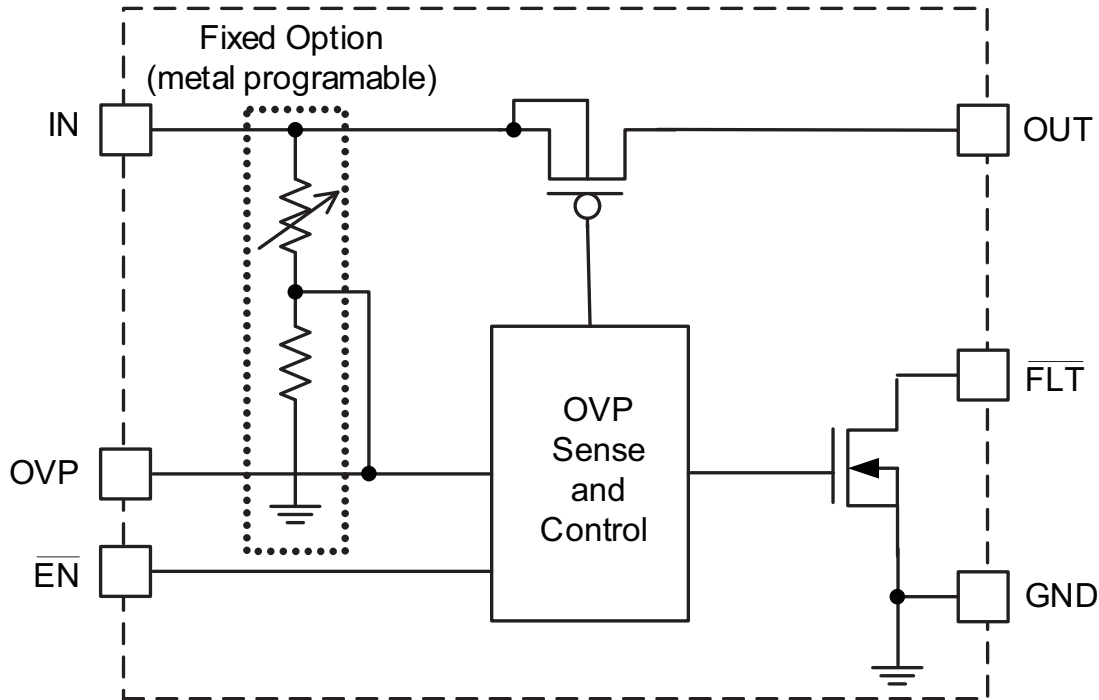 Fixed Option
(metal programable)
IN
OUT
OVP
Sense
and
Control
FLT
OVP
EN
GND